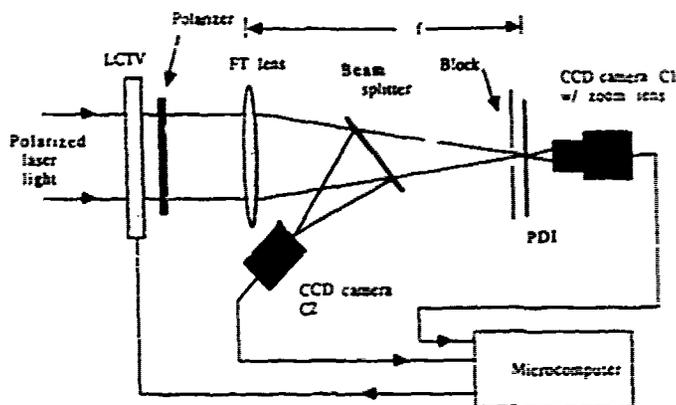 Polarizer
f
LCTV
FT lens
Beam
splitter
Block
CCD camera C1
w/ zoom lens
Polarized
laser
light
PDI
CCD camera
C2
Microcomputer